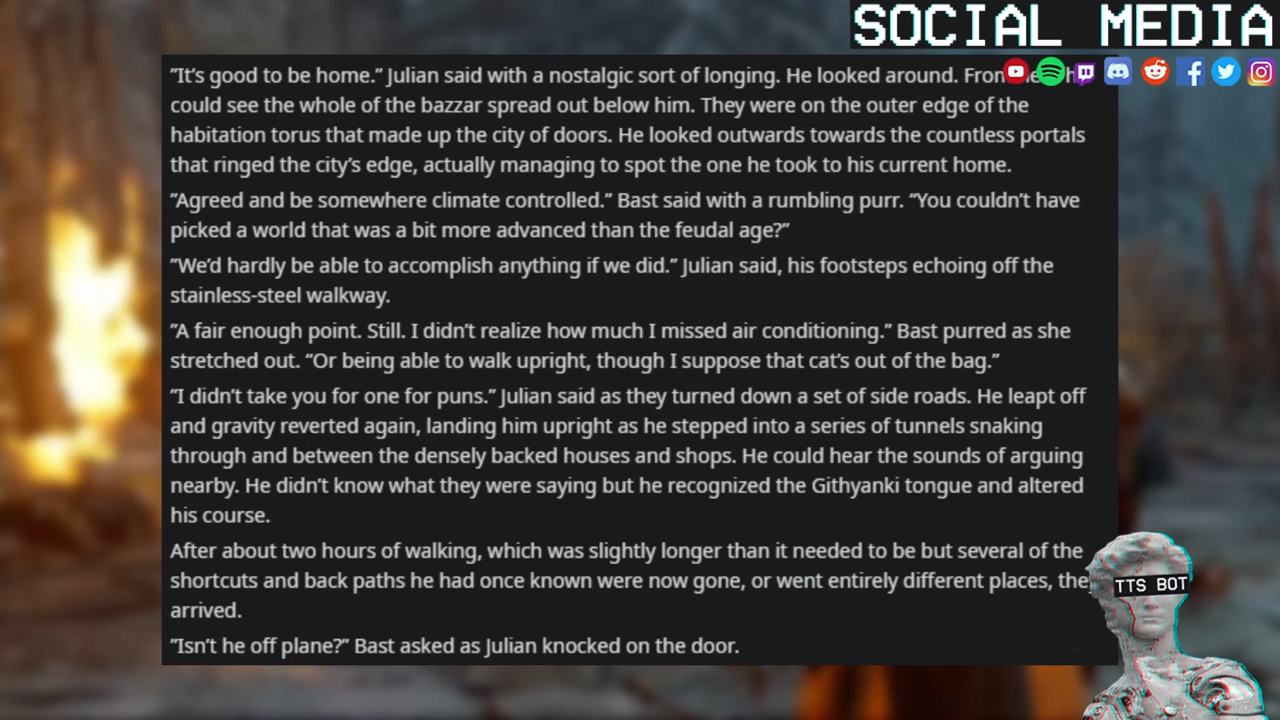 SOCIAL MEDIA
"It's good to be home." Julian said with a nostalgic sort of longing. He looked around. From
could see the whole of the bazzar spread out below him. They were on the outer edge of the
habitation torus that made up the city of doors. He looked outwards towards the countless portals
that ringed the city's edge, actually managing to spot the one he took to his current home.
"Agreed and be somewhere climate controlled." Bast said with a rumbling purr. "You couldn't have
picked a world that was a bit more advanced than the feudal age?"
"We'd hardly be able to accomplish anything if we did." Julian said, his footsteps echoing off the
stainless-steel walkway.
"A fair enough point. Still. I didn't realize how much I missed air conditioning." Bast purred as she
stretched out. "Or being able to walk upright, though I suppose that cat's out of the bag."
"I didn't take you for one for puns." Julian said as they turned down a set of side roads. He leapt off
and gravity reverted again, landing him upright as he stepped into a series of tunnels snaking
through and between the densely backed houses and shops. He could hear the sounds of arguing
nearby. He didn't know what they were saying but he recognized the Githyanki tongue and altered
his course.
After about two hours of walking, which was slightly longer than it needed to be but several of the
shortcuts and back paths he had once known were now gone, or went entirely different places, they
arrived.
"Isn't he off plane?" Bast asked as Julian knocked on the door.
TTS BOT